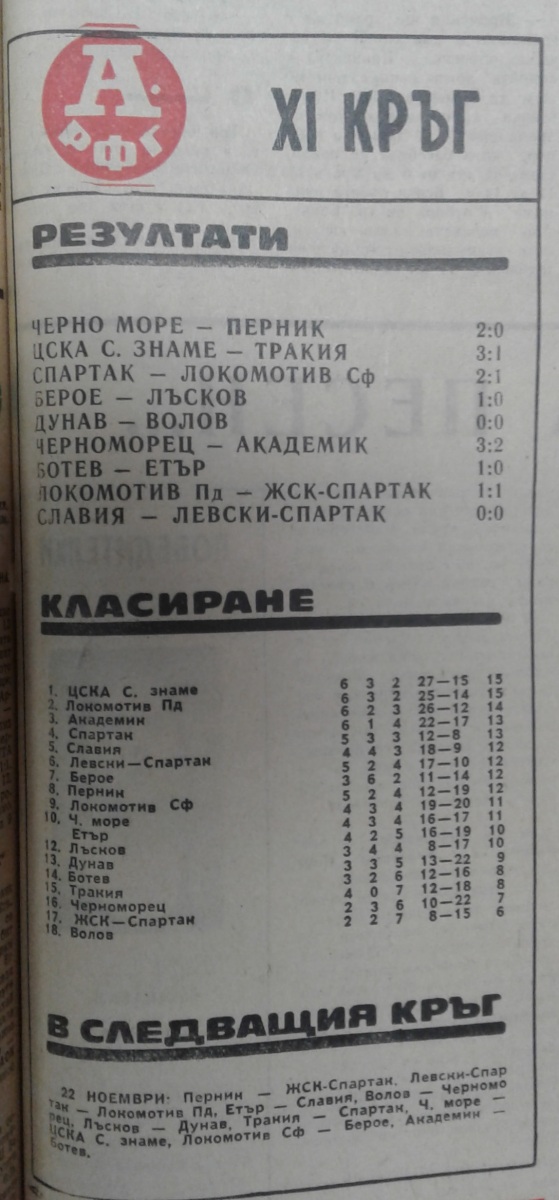 А.
РФГ
XI КРЪГ
РЕЗУЛТАТИ
ЧЕРНО МОРЕ — ПЕРНИК 2:0
ЦСКА С. ЗНАМЕ — ТРАКИЯ 3:1
СПАРТАК — ЛОКОМОТИВ Сф 2:1
БЕРОЕ — ЛЪСКОВ 1:0
ДУНАВ — ВОЛОВ 0:0
ЧЕРНОМОРЕЦ — АКАДЕМИК 3:2
БОТЕВ — ЕТЪР 1:0
ЛОКОМОТИВ Пд — ЖСК-СПАРТАК 1:1
СЛАВИЯ — ЛЕВСКИ-СПАРТАК 0:0
КЛАСИРАНЕ
1. ЦСКА С. знаме 6 3 2 27—15 15
2. Локомотив Пд 6 3 2 25—14 15
3. Академик 6 2 3 26—12 14
4. Спартак 6 1 4 22—17 13
5. Славия 5 3 3 12—8 13
6. Левски—Спартак 4 4 3 18—9 12
7. Берое 5 2 4 17—10 12
8. Перник 3 6 2 11—14 12
9. Локомотив Сф 5 2 4 12—19 12
10. Ч. море 4 3 4 19—20 11
Етър 4 3 4 16—17 11
12. Лъсков 4 2 5 16—19 10
13. Дунав 3 4 4 8—17 10
14. Ботев 3 3 5 13—22 9
15. Тракия 3 2 6 12—16 8
16. Черноморец 4 0 7 12—18 8
17. ЖСК—Спартак 2 3 6 10—22 7
18. Волов 2 2 7 8—15 6
В СЛЕДВАЩИЯ КРЪГ
22 НОЕМВРИ: Перник — ЖСК-Спартак, Левски-Спар
так — Локомотив Пд, Етър — Славия, Волов — Черномо
рец, Лъсков — Дунав, Тракия — Спартак, Ч. море —
ЦСКА С. знаме, Локомотив Сф — Берое, Академик —
Ботев.